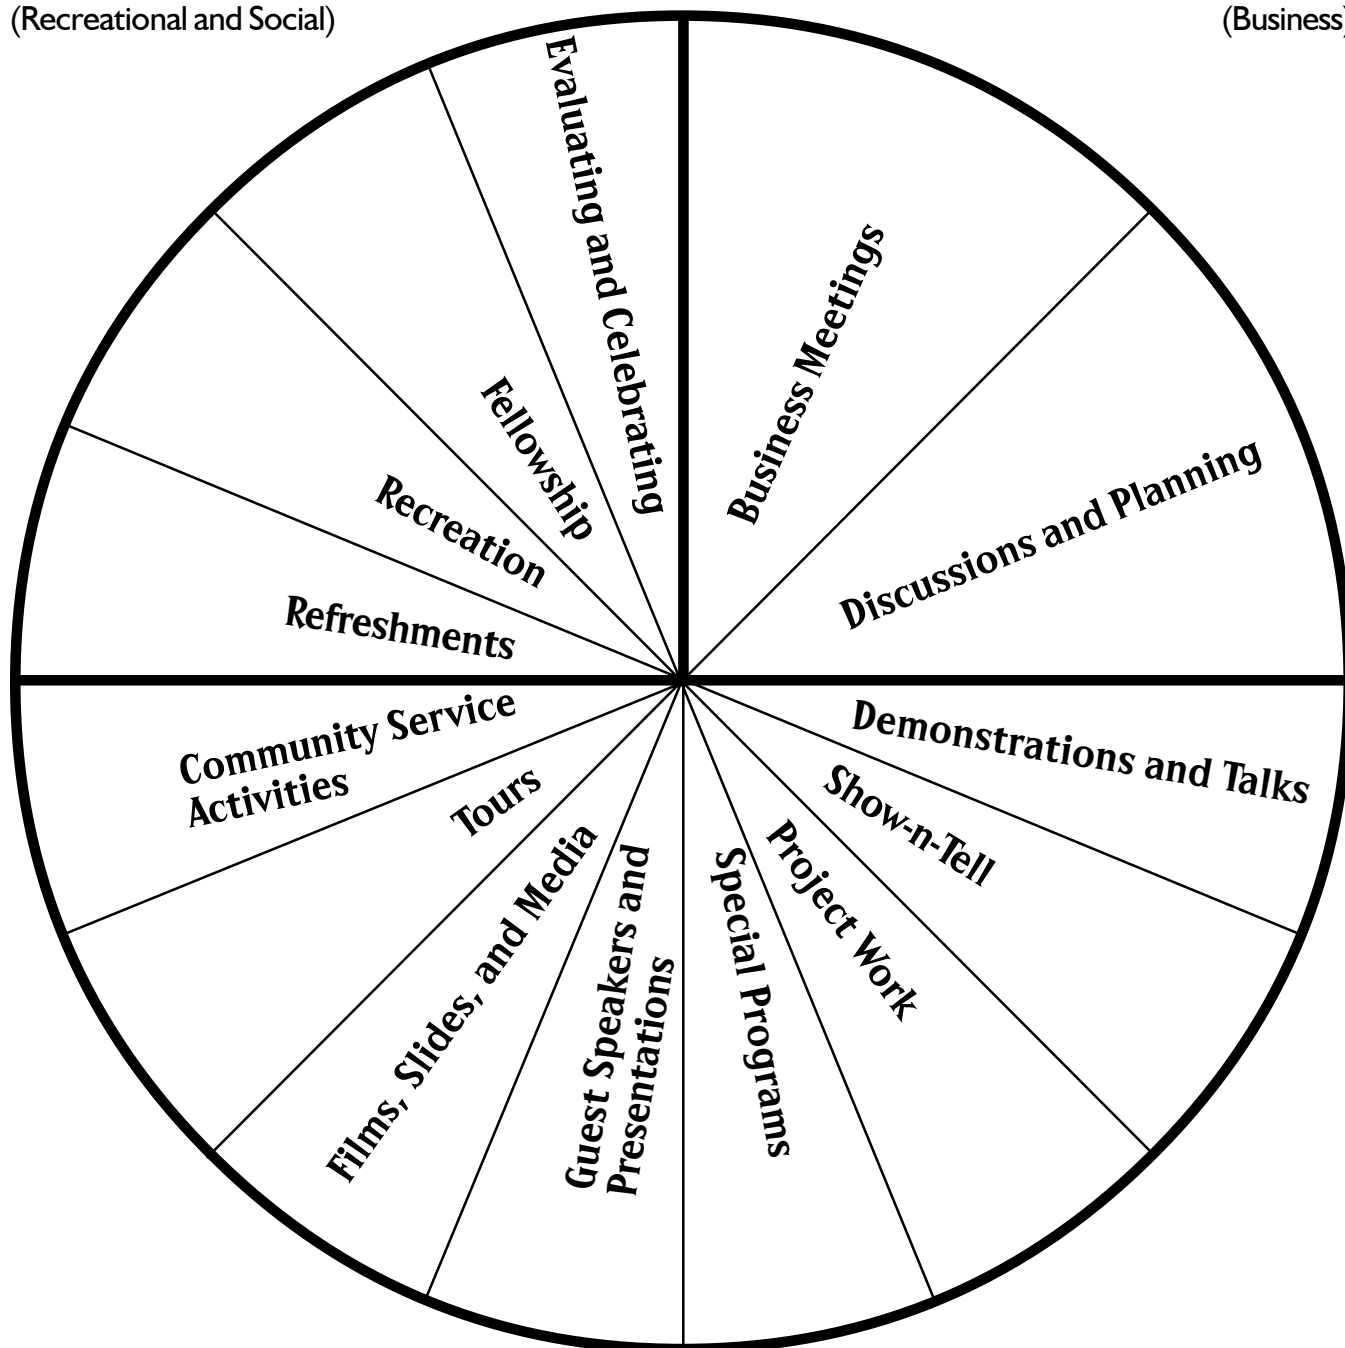 (Recreational and Social)
(Business)
Evaluating and Celebrating
Business Meetings
Fellowship
Discussions and Planning
Recreation
Refreshments
Community Service
Activities
Demonstrations and Talks
Tours
Show-n-Tell
Films, Slides, and Media
Project Work
Guest Speakers and
Presentations
Special Programs